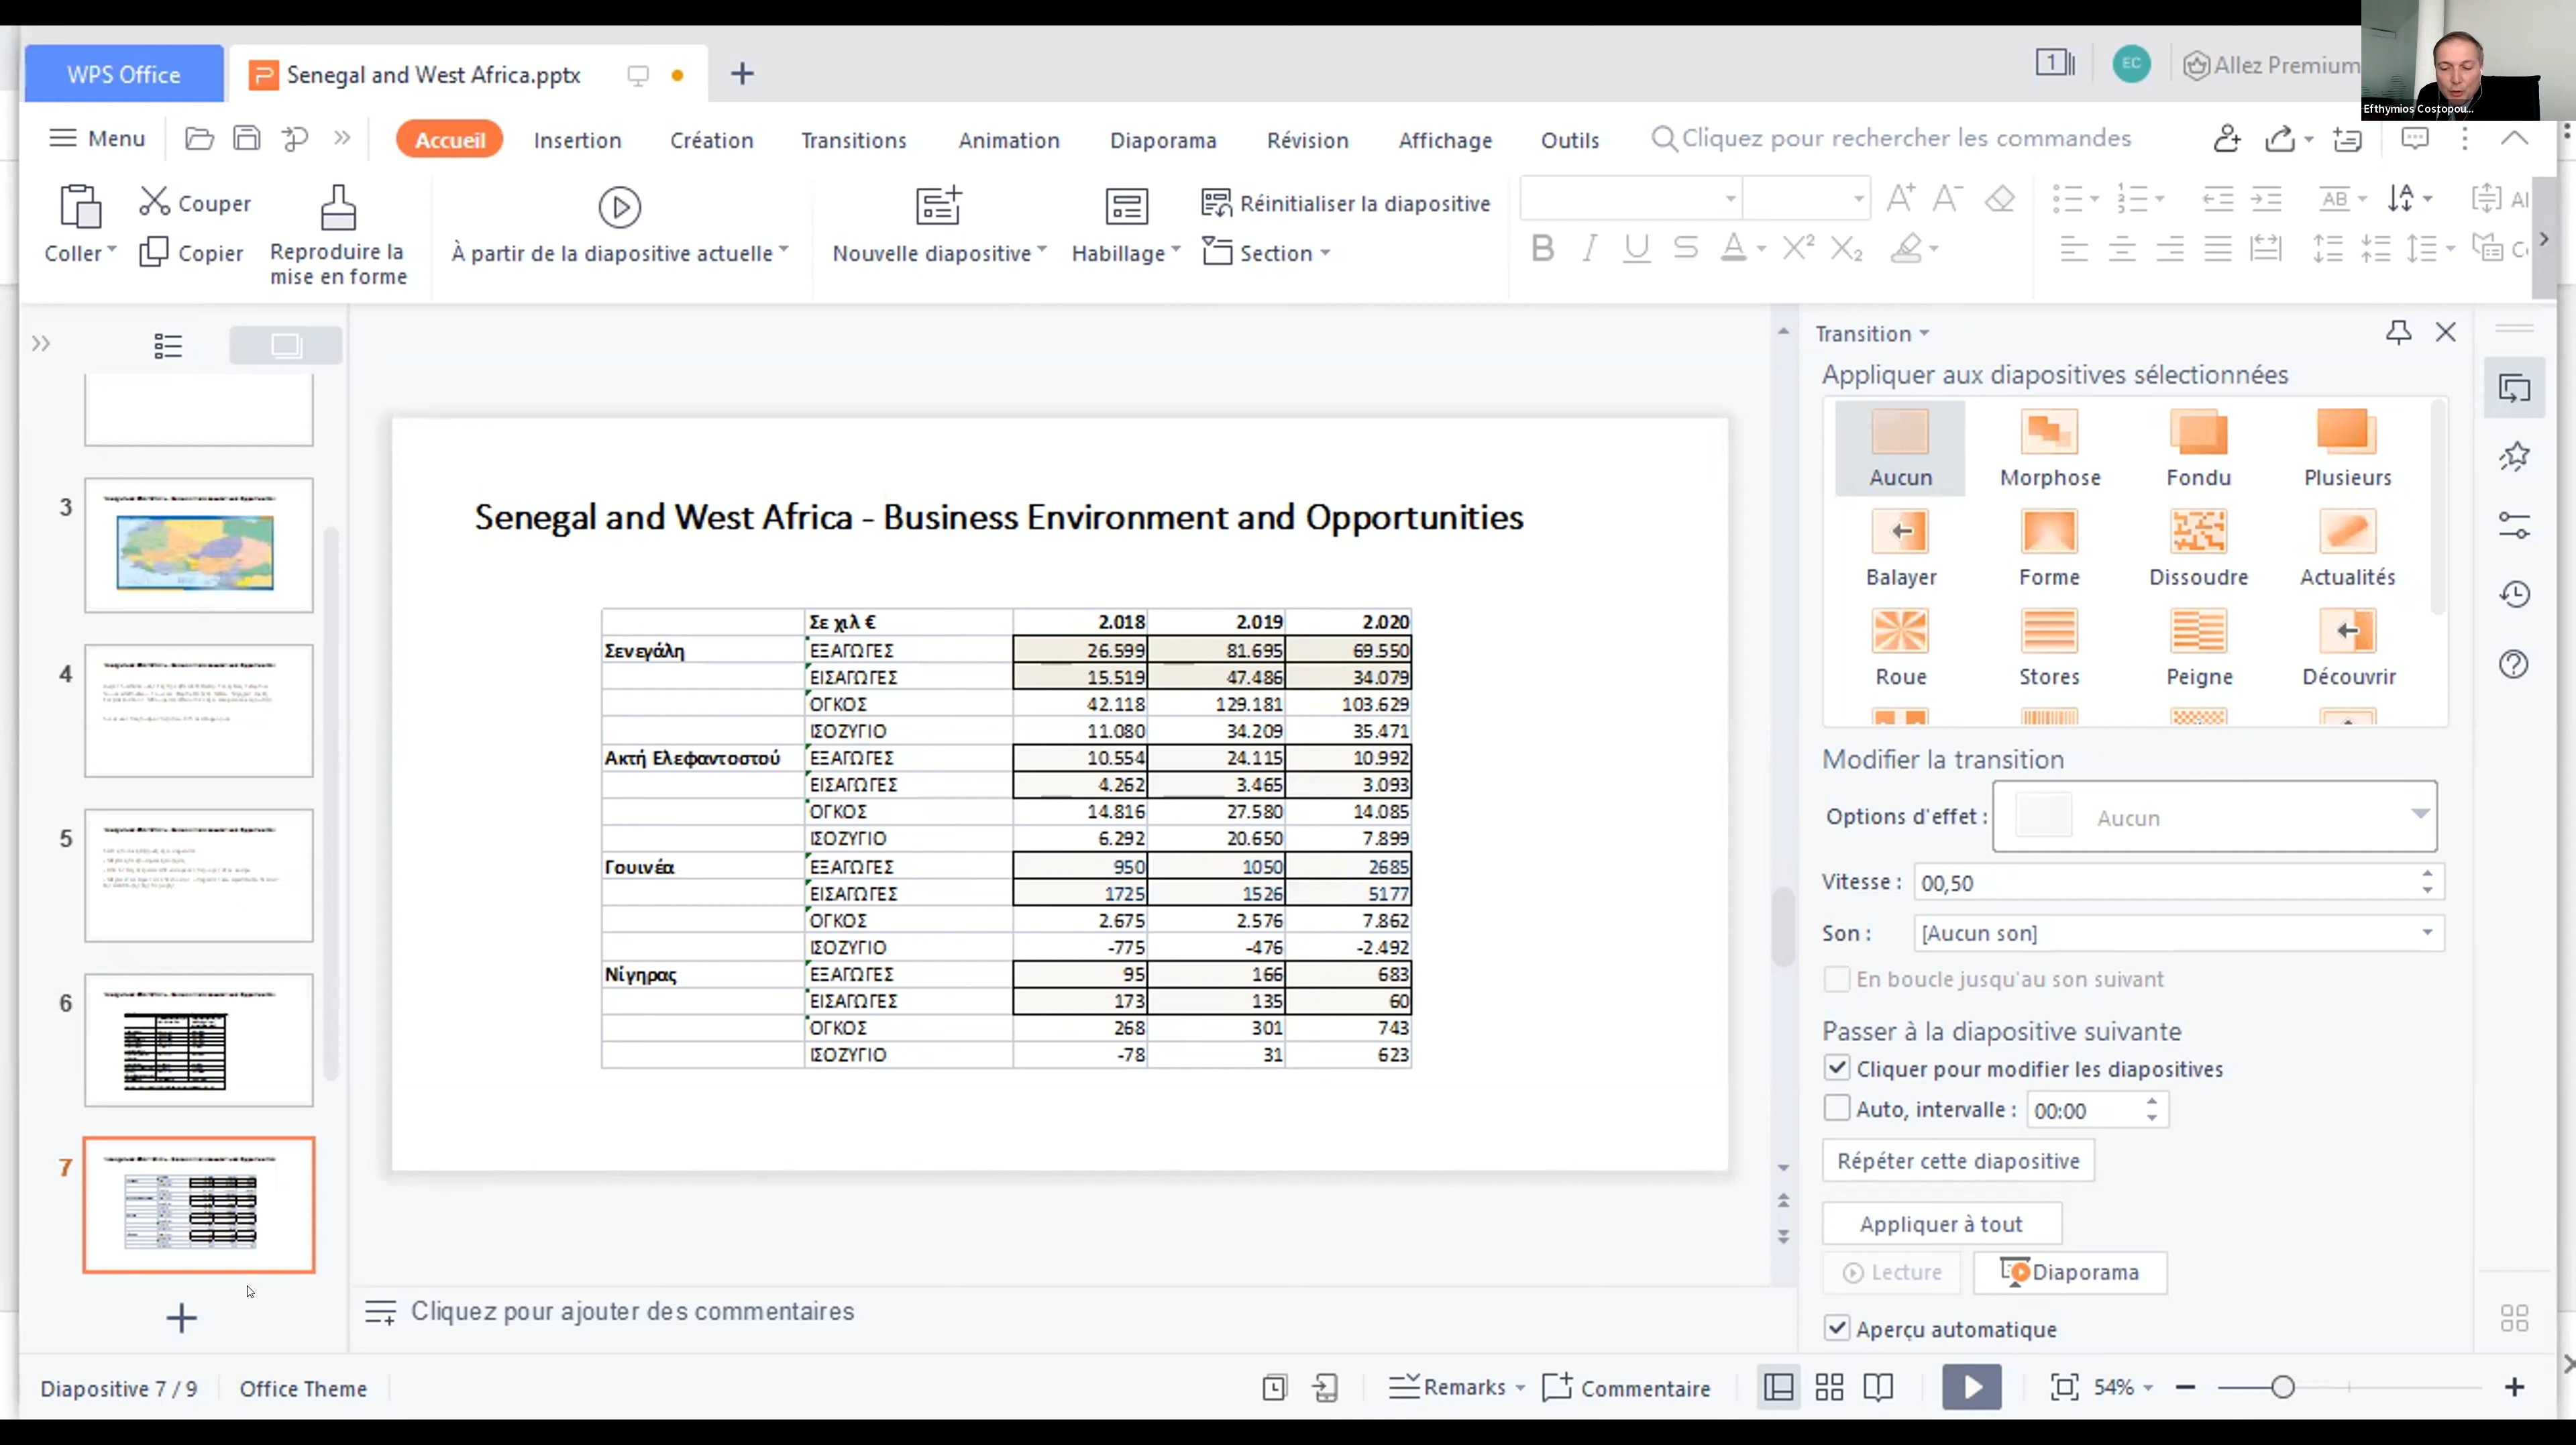 WPS Office
Senegal and West Africa.pptx
1
EC
Allez Premium
Efthymios Costopou...
Menu
Accueil
Insertion
Création
Transitions
Animation
Diaporama
Révision
Affichage
Outils
Cliquez pour rechercher les commandes
Coller
Couper
Copier
Reproduire la
mise en forme
À partir de la diapositive actuelle
Nouvelle diapositive
Habillage
Réinitialiser la diapositive
Section
3
4
5
6
7
Senegal and West Africa - Business Environment and Opportunities
Σε χιλ € 2.018 2.019 2.020
Σενεγάλη ΕΞΑΓΩΓΕΣ 26.599 81.695 69.550
ΕΙΣΑΓΩΓΕΣ 15.519 47.486 34.079
ΟΓΚΟΣ 42.118 129.181 103.629
ΙΣΟΖΥΓΙΟ 11.080 34.209 35.471
Ακτή Ελεφαντοστού ΕΞΑΓΩΓΕΣ 10.554 24.115 10.992
ΕΙΣΑΓΩΓΕΣ 4.262 3.465 3.093
ΟΓΚΟΣ 14.816 27.580 14.085
ΙΣΟΖΥΓΙΟ 6.292 20.650 7.899
Γουινέα ΕΞΑΓΩΓΕΣ 950 1050 2685
ΕΙΣΑΓΩΓΕΣ 1725 1526 5177
ΟΓΚΟΣ 2.675 2.576 7.862
ΙΣΟΖΥΓΙΟ -775 -476 -2.492
Νίγηρας ΕΞΑΓΩΓΕΣ 95 166 683
ΕΙΣΑΓΩΓΕΣ 173 135 60
ΟΓΚΟΣ 268 301 743
ΙΣΟΖΥΓΙΟ -78 31 623
Cliquez pour ajouter des commentaires
Transition
Appliquer aux diapositives sélectionnées
Aucun Morphose Fondu Plusieurs
Balayer Forme Dissoudre Actualités
Roue Stores Peigne Découvrir
Modifier la transition
Options d'effet : Aucun
Vitesse : 00,50
Son : [Aucun son]
En boucle jusqu'au son suivant
Passer à la diapositive suivante
Cliquer pour modifier les diapositives
Auto, intervalle : 00:00
Répéter cette diapositive
Appliquer à tout
Lecture Diaporama
Aperçu automatique
Diapositive 7 / 9
Office Theme
Remarks
Commentaire
54%